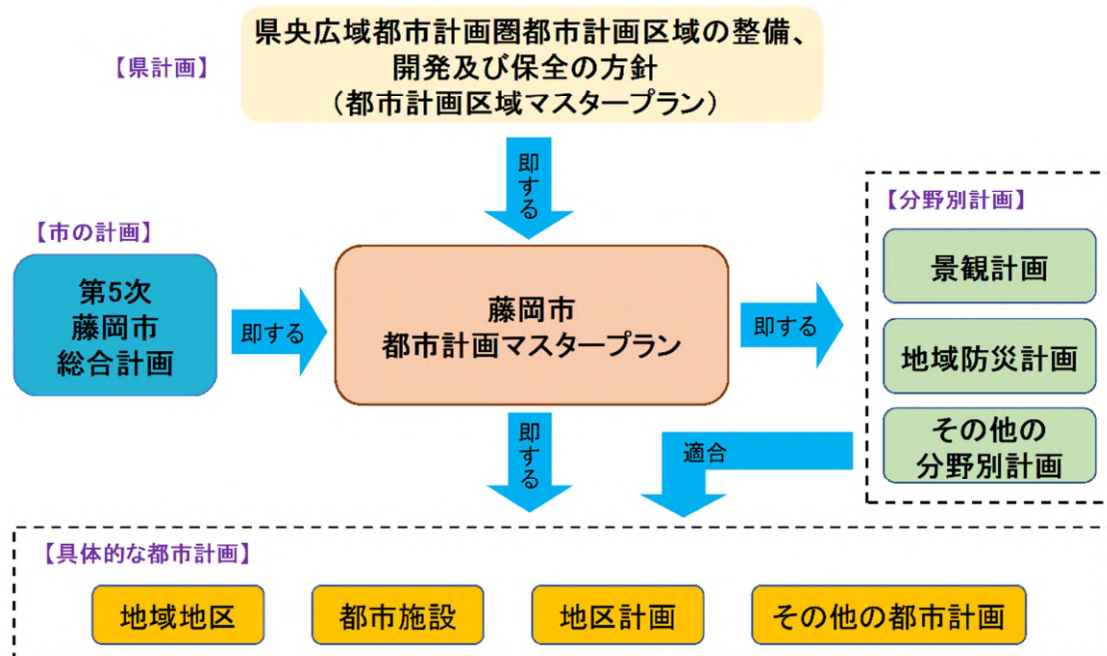 【県計画】
県央広域都市計画圏都市計画区域の整備、
開発及び保全の方針
（都市計画区域マスタープラン）
即する
【市の計画】
第5次
藤岡市
総合計画
即する
藤岡市
都市計画マスタープラン
即する
【分野別計画】
景観計画
地域防災計画
その他の
分野別計画
即する
適合
【具体的な都市計画】
地域地区
都市施設
地区計画
その他の都市計画